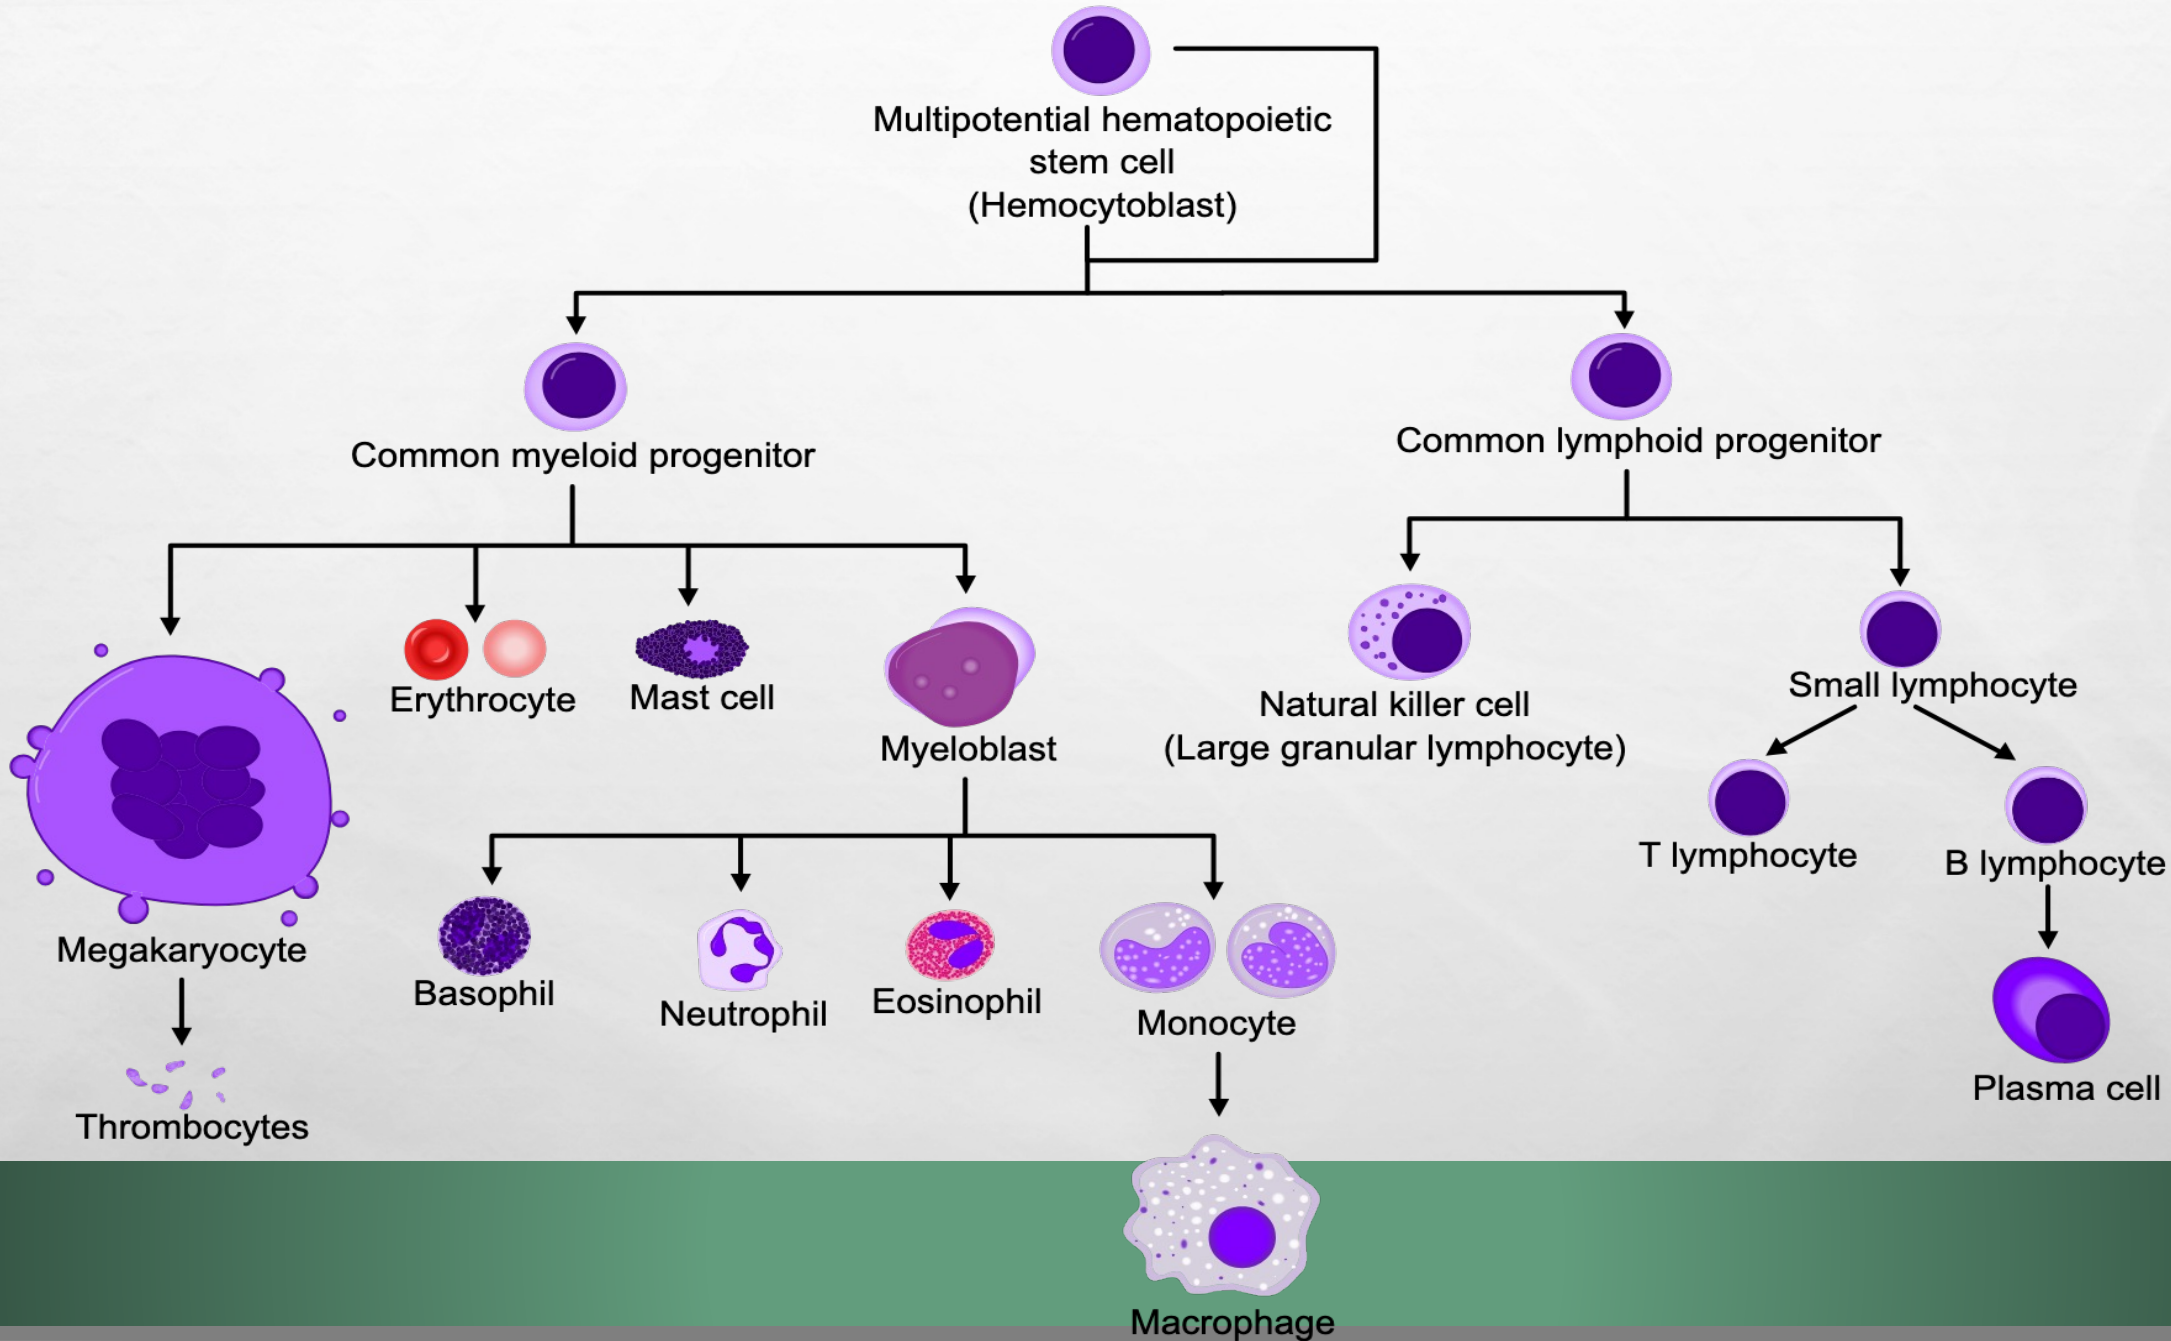 Multipotential hematopoietic
stem cell
(Hemocytoblast)
Common myeloid progenitor
Common lymphoid progenitor
Erythrocyte
Mast cell
Myeloblast
Natural killer cell
(Large granular lymphocyte)
Small lymphocyte
T lymphocyte
B lymphocyte
Megakaryocyte
Basophil
Neutrophil
Eosinophil
Monocyte
Plasma cell
Thrombocytes
Macrophage